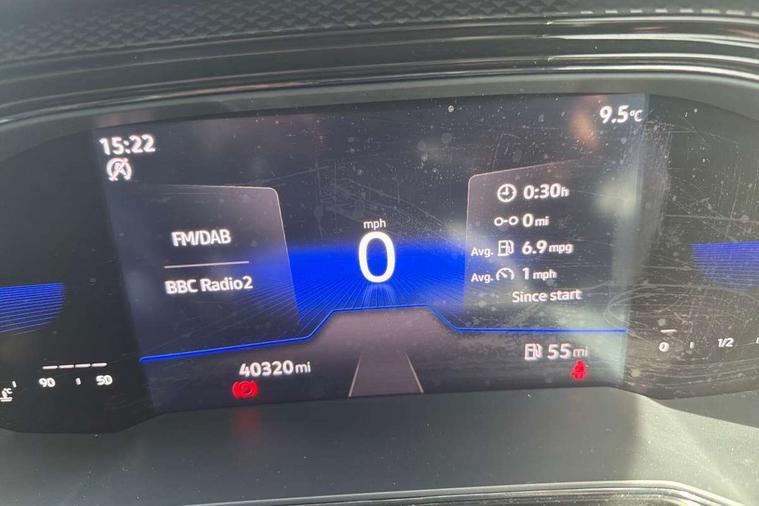 15:22
9.5°C
FM/DAB
BBC Radio2
mph
0
0:30h
0 mi
Avg. 6.9 mpg
Avg. 1 mph
Since start
40320 mi
55 mi
90
50
0
1/2
°C